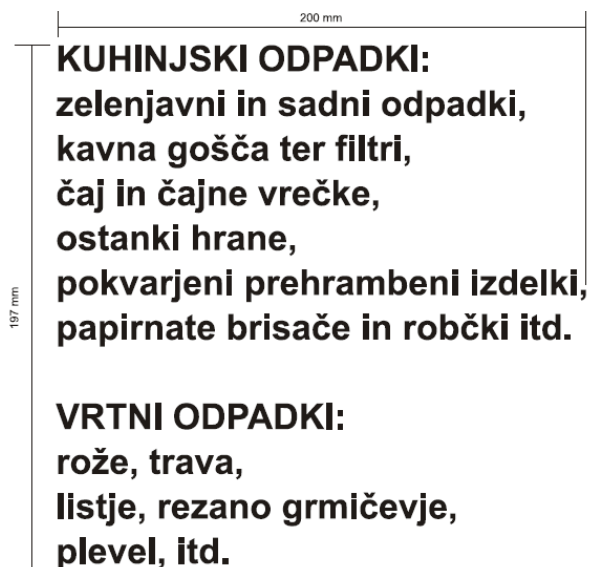 200 mm
197 mm
KUHINJSKI ODPADKI:
zelenjavni in sadni odpadki,
kavna gošča ter filtri,
čaj in čajne vrečke,
ostanki hrane,
pokvarjeni prehrambeni izdelki,
papirnate brisače in robčki itd.
VRTNI ODPADKI:
rože, trava,
listje, rezano grmičevje,
plevel, itd.